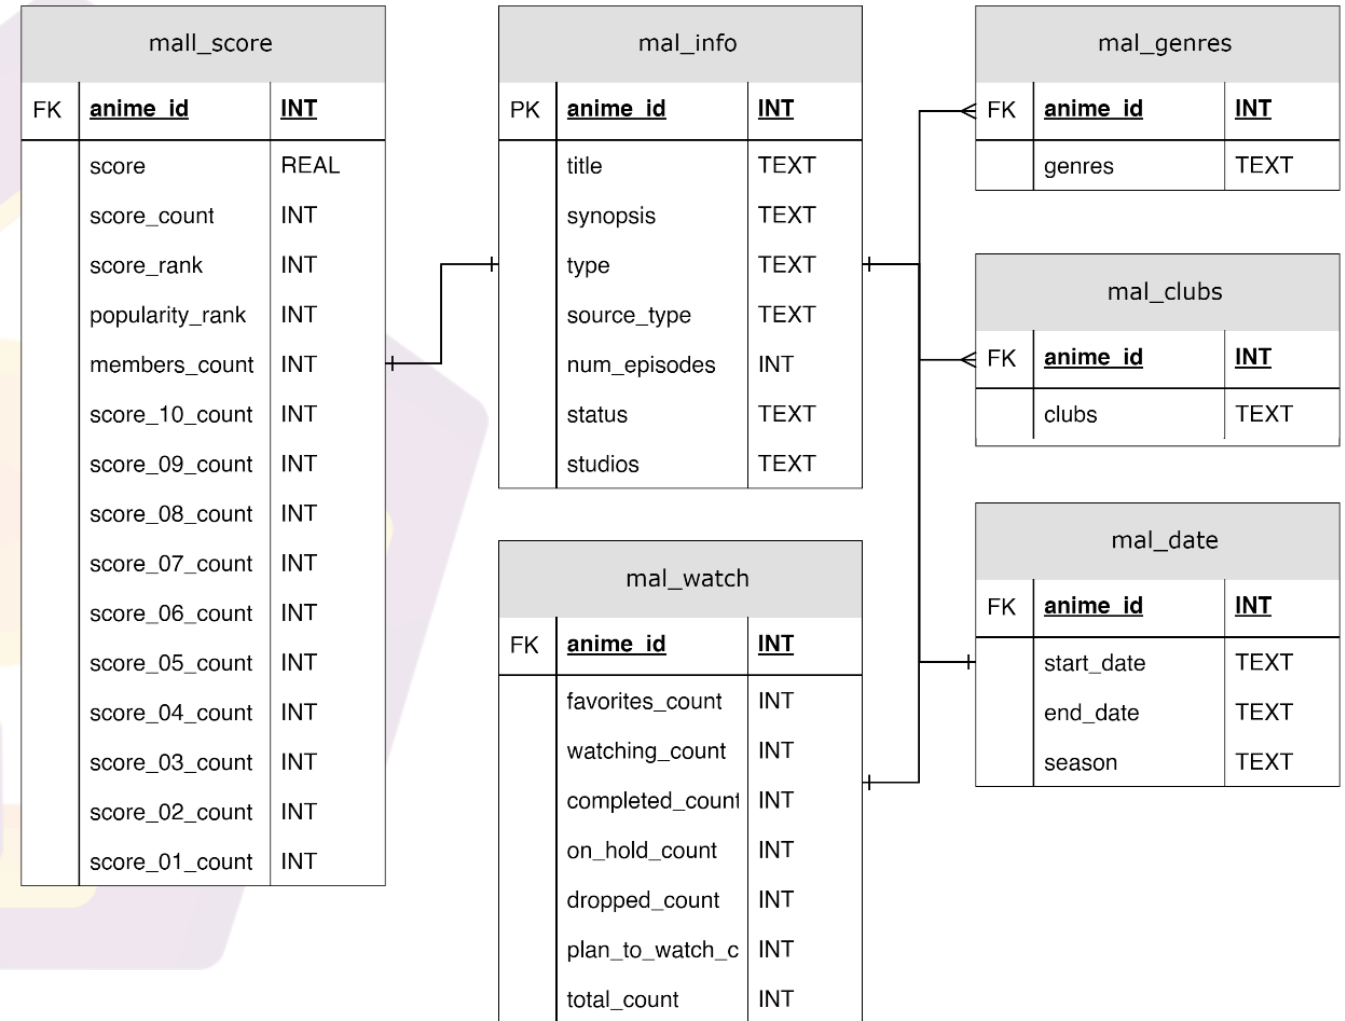 mall_score
FK anime_id INT
score REAL
score_count INT
score_rank INT
popularity_rank INT
members_count INT
score_10_count INT
score_09_count INT
score_08_count INT
score_07_count INT
score_06_count INT
score_05_count INT
score_04_count INT
score_03_count INT
score_02_count INT
score_01_count INT
mal_info
PK anime_id INT
title TEXT
synopsis TEXT
type TEXT
source_type TEXT
num_episodes INT
status TEXT
studios TEXT
mal_watch
FK anime_id INT
favorites_count INT
watching_count INT
completed_count INT
on_hold_count INT
dropped_count INT
plan_to_watch_c INT
total_count INT
mal_genres
FK anime_id INT
genres TEXT
mal_clubs
FK anime_id INT
clubs TEXT
mal_date
FK anime_id INT
start_date TEXT
end_date TEXT
season TEXT